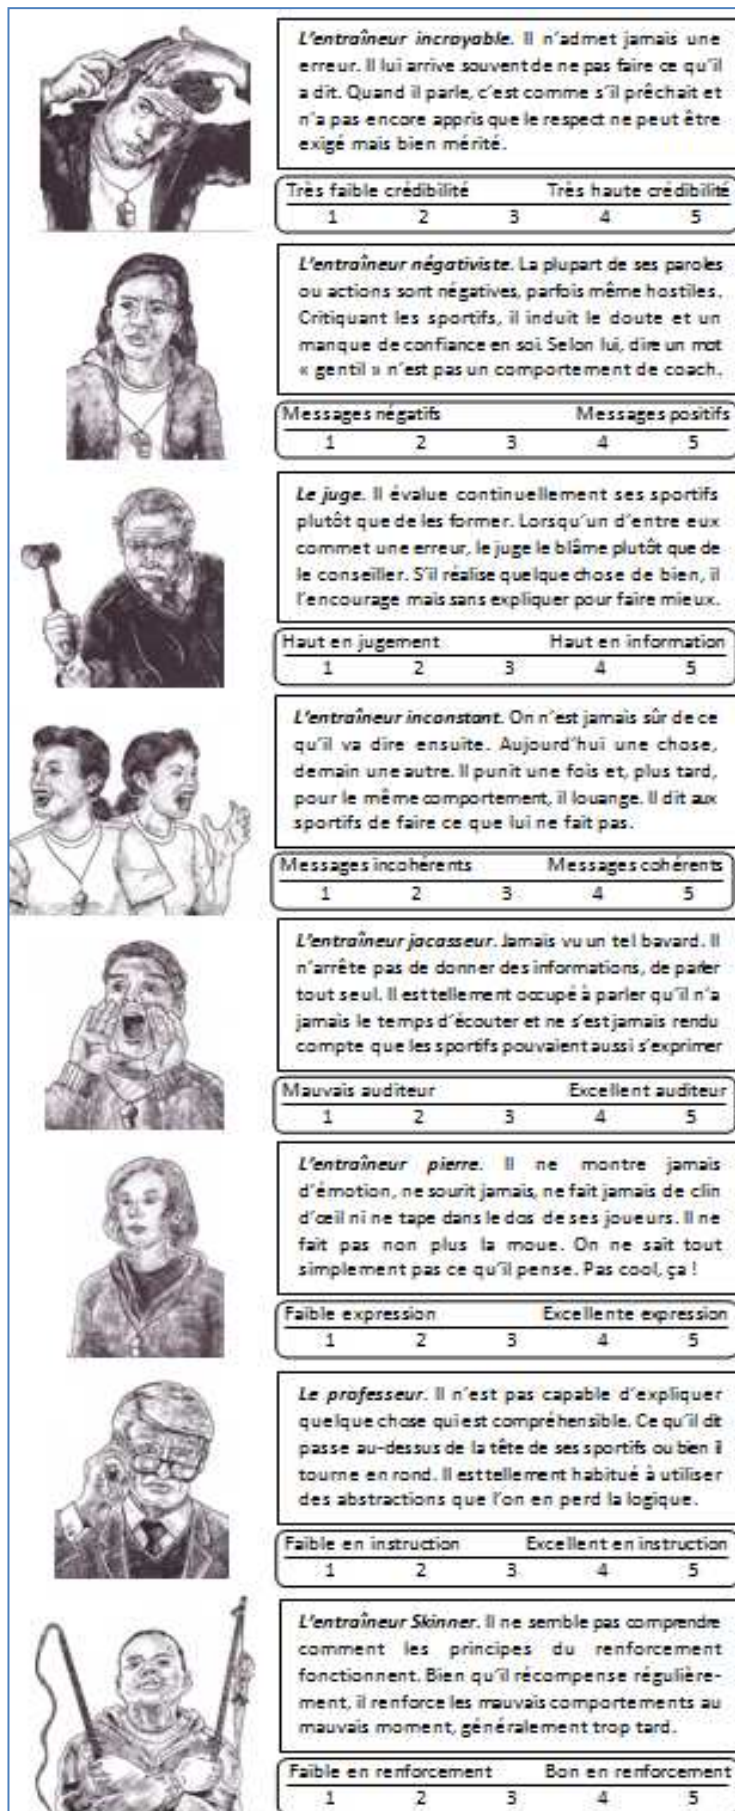 L'entraîneur incroyable. Il n'admet jamais une
erreur. Il lui arrive souvent de ne pas faire ce qu'il
a dit. Quand il parle, c'est comme s'il prêchait et
n'a pas encore appris que le respect ne peut être
exigé mais bien mérité.
Très faible crédibilité Très haute crédibilité
1 2 3 4 5
L'entraîneur négativiste. La plupart de ses paroles
ou actions sont négatives, parfois même hostiles.
Critiquant les sportifs, il induit le doute et un
manque de confiance en soi. Selon lui, dire un mot
« gentil » n'est pas un comportement de coach.
Messages négatifs Messages positifs
1 2 3 4 5
Le juge. Il évalue continuellement ses sportifs
plutôt que de les former. Lorsqu'un d'entre eux
commet une erreur, le juge le blâme plutôt que de
le conseiller. S'il réalise quelque chose de bien, il
l'encourage mais sans expliquer pour faire mieux.
Haut en jugement Haut en information
1 2 3 4 5
L'entraîneur inconstant. On n'est jamais sûr de ce
qu'il va dire ensuite. Aujourd'hui une chose,
demain une autre. Il punit une fois et, plus tard,
pour le même comportement, il louange. Il dit aux
sportifs de faire ce que lui ne fait pas.
Messages incohérents Messages cohérents
1 2 3 4 5
L'entraîneur jacasseur. Jamais vu un tel bavard. Il
n'arrête pas de donner des informations, de parler
tout seul. Il est tellement occupé à parler qu'il n'a
jamais le temps d'écouter et ne s'est jamais rendu
compte que les sportifs pouvaient aussi s'exprimer
Mauvais auditeur Excellent auditeur
1 2 3 4 5
L'entraîneur pierre. Il ne montre jamais
d'émotion, ne sourit jamais, ne fait jamais de clin
d'œil ni ne tape dans le dos de ses joueurs. Il ne
fait pas non plus la moue. On ne sait tout
simplement pas ce qu'il pense. Pas cool, ça !
Faible expression Excellente expression
1 2 3 4 5
Le professeur. Il n'est pas capable d'expliquer
quelque chose qui est compréhensible. Ce qu'il dit
passe au-dessus de la tête de ses sportifs ou bien il
tourne en rond. Il est tellement habitué à utiliser
des abstractions que l'on en perd la logique.
Faible en instruction Excellent en instruction
1 2 3 4 5
L'entraîneur Skinner. Il ne semble pas comprendre
comment les principes du renforcement
fonctionnent. Bien qu'il récompense régulière-
ment, il renforce les mauvais comportements au
mauvais moment, généralement trop tard.
Faible en renforcement Bon en renforcement
1 2 3 4 5